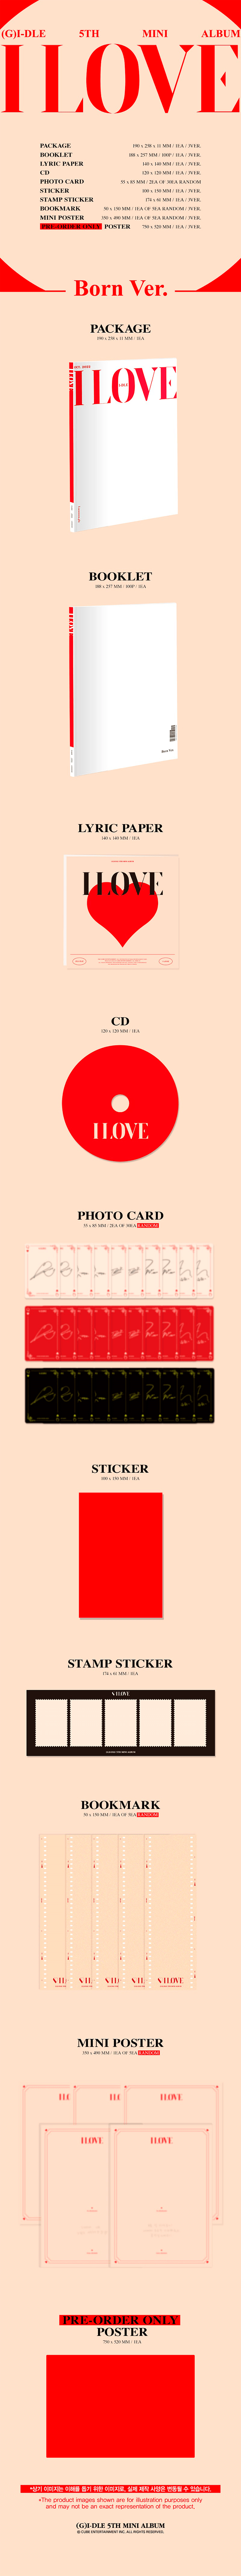 (G)I-DLE 5TH MINI ALBUM
I LOVE
PACKAGE 190 x 258 x 11 MM / 1EA / 3VER.
BOOKLET 188 x 257 MM / 100P / 1EA / 3VER.
LYRIC PAPER 140 x 140 MM / 1EA / 3VER.
CD 120 x 120 MM / 1EA / 3VER.
PHOTO CARD 55 x 85 MM / 2EA OF 30EA RANDOM
STICKER 100 x 150 MM / 1EA / 3VER.
STAMP STICKER 174 x 61 MM / 1EA / 3VER.
BOOKMARK 50 x 150 MM / 1EA OF 5EA RANDOM / 3VER.
MINI POSTER 350 x 490 MM / 1EA OF 5EA RANDOM / 3VER.
PRE-ORDER ONLY POSTER 750 x 520 MM / 1EA / 3VER.
Born Ver.
PACKAGE
190 x 258 x 11 MM / 1EA
I LOVE
BOOKLET
188 x 257 MM / 100P / 1EA
Born Ver.
LYRIC PAPER
140 x 140 MM / 1EA
I LOVE
CD
120 x 120 MM / 1EA
I LOVE
PHOTO CARD
55 x 85 MM / 2EA OF 30EA RANDOM
STICKER
100 x 150 MM / 1EA
STAMP STICKER
174 x 61 MM / 1EA
I LOVE
(G)I-DLE 5TH MINI ALBUM
BOOKMARK
50 x 150 MM / 1EA OF 5EA RANDOM
I LOVE
MINI POSTER
350 x 490 MM / 1EA OF 5EA RANDOM
I LOVE
I LOVE
I LOVE
PRE-ORDER ONLY
POSTER
750 x 520 MM / 1EA
*상기 이미지는 이해를 돕기 위한 이미지로, 실제 제작 사양은 변동될 수 있습니다.
*The product images shown are for illustration purposes only
and may not be an exact representation of the product.
(G)I-DLE 5TH MINI ALBUM
© CUBE ENTERTAINMENT INC. ALL RIGHTS RESERVED.